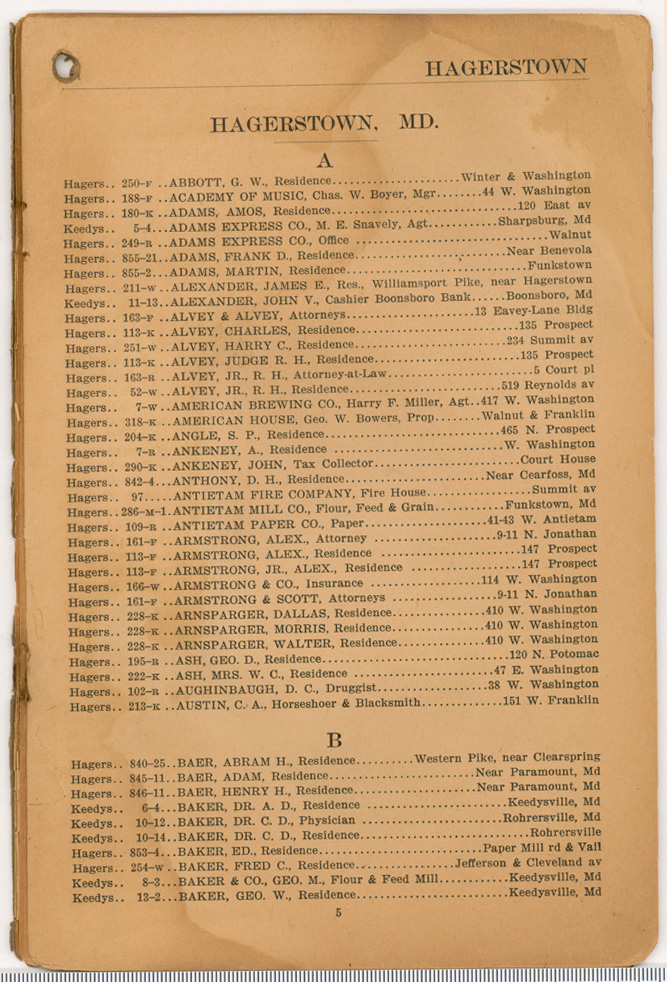 HAGERSTOWN
HAGERSTOWN, MD.
A
Hagers.. 250-F ..ABBOTT, G. W., Residence.....................Winter & Washington
Hagers.. 188-F ..ACADEMY OF MUSIC, Chas. W. Boyer, Mgr........44 W. Washington
Hagers.. 180-K ..ADAMS, AMOS, Residence..............................120 East av
Keedys.. 5-4...ADAMS EXPRESS CO., M. E. Snavely, Agt...........Sharpsburg, Md
Hagers.. 249-R ..ADAMS EXPRESS CO., Office ...............................Walnut
Hagers.. 855-21..ADAMS, FRANK D., Residence........................Near Benevola
Hagers.. 855-2...ADAMS, MARTIN, Residence.............................Funkstown
Hagers.. 211-W ..ALEXANDER, JAMES E., Res., Williamsport Pike, near Hagerstown
Keedys.. 11-13..ALEXANDER, JOHN V., Cashier Boonsboro Bank......Boonsboro, Md
Hagers.. 163-F ..ALVEY & ALVEY, Attorneys.....................13 Eavey-Lane Bldg
Hagers.. 113-K ..ALVEY, CHARLES, Residence..........................135 Prospect
Hagers.. 251-W ..ALVEY, HARRY C., Residence........................234 Summit av
Hagers.. 113-K ..ALVEY, JUDGE R. H., Residence.......................135 Prospect
Hagers.. 163-R ..ALVEY, JR., R. H., Attorney-at-Law.......................5 Court pl
Hagers.. 52-W ..ALVEY, JR., R. H., Residence.......................519 Reynolds av
Hagers.. 7-W ..AMERICAN BREWING CO., Harry F. Miller, Agt..417 W. Washington
Hagers.. 318-K ..AMERICAN HOUSE, Geo. W. Bowers, Prop........Walnut & Franklin
Hagers.. 204-K ..ANGLE, S. P., Residence..........................465 N. Prospect
Hagers.. 7-R ..ANKENEY, A., Residence ..........................W. Washington
Hagers.. 290-K ..ANKENEY, JOHN, Tax Collector......................Court House
Hagers.. 842-4...ANTHONY, D. H., Residence.....................Near Cearfoss, Md
Hagers.. 97.....ANTIETAM FIRE COMPANY, Fire House................Summit av
Hagers..286-M-1.ANTIETAM MILL CO., Flour, Feed & Grain...........Funkstown, Md
Hagers.. 109-R ..ANTIETAM PAPER CO., Paper..................41-43 W. Antietam
Hagers.. 161-F ..ARMSTRONG, ALEX., Attorney ..................9-11 N. Jonathan
Hagers.. 113-F ..ARMSTRONG, ALEX., Residence .....................147 Prospect
Hagers.. 113-F ..ARMSTRONG, JR., ALEX., Residence ................147 Prospect
Hagers.. 166-W ..ARMSTRONG & CO., Insurance ................114 W. Washington
Hagers.. 161-F ..ARMSTRONG & SCOTT, Attorneys ...............9-11 N. Jonathan
Hagers.. 228-K ..ARNSPARGER, DALLAS, Residence..............410 W. Washington
Hagers.. 228-K ..ARNSPARGER, MORRIS, Residence..............410 W. Washington
Hagers.. 228-K ..ARNSPARGER, WALTER, Residence.............410 W. Washington
Hagers.. 195-R ..ASH, GEO. D., Residence............................120 N. Potomac
Hagers.. 222-K ..ASH, MRS. W. C., Residence .....................47 E. Washington
Hagers.. 102-R ..AUGHINBAUGH, D. C., Druggist.................38 W. Washington
Hagers.. 213-K ..AUSTIN, C. A., Horseshoer & Blacksmith............151 W. Franklin
B
Hagers.. 840-25..BAER, ABRAM H., Residence.........Western Pike, near Clearspring
Hagers.. 845-11..BAER, ADAM, Residence......................Near Paramount, Md
Hagers.. 846-11..BAER, HENRY H., Residence..................Near Paramount, Md
Keedys.. 6-4...BAKER, DR. A. D., Residence .....................Keedysville, Md
Keedys.. 10-12..BAKER, DR. C. D., Physician .....................Rohrersville, Md
Keedys.. 10-14..BAKER, DR. C. D., Residence.........................Rohrersville
Hagers.. 853-4...BAKER, ED., Residence.........................Paper Mill rd & Vail
Hagers.. 254-W ..BAKER, FRED C., Residence...............Jefferson & Cleveland av
Keedys.. 8-3...BAKER & CO., GEO. M., Flour & Feed Mill...........Keedysville, Md
Keedys.. 13-2...BAKER, GEO. W., Residence.......................Keedysville, Md
5